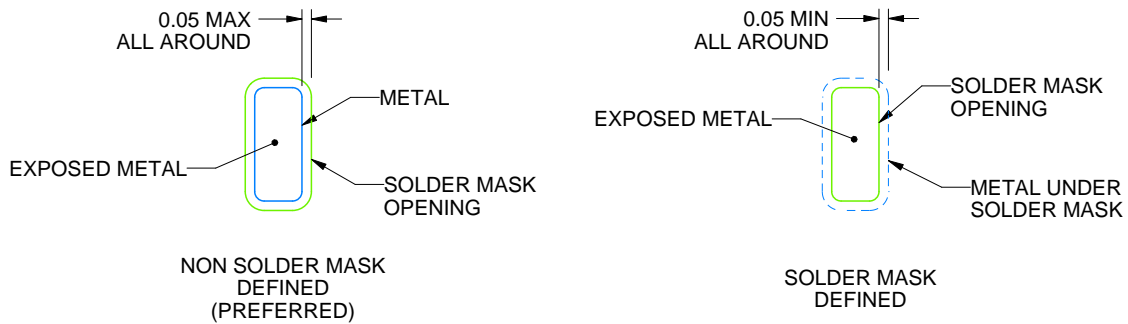 0.05 MAX
ALL AROUND
METAL
EXPOSED METAL
SOLDER MASK
OPENING
NON SOLDER MASK
DEFINED
(PREFERRED)
0.05 MIN
ALL AROUND
SOLDER MASK
OPENING
EXPOSED METAL
METAL UNDER
SOLDER MASK
SOLDER MASK
DEFINED